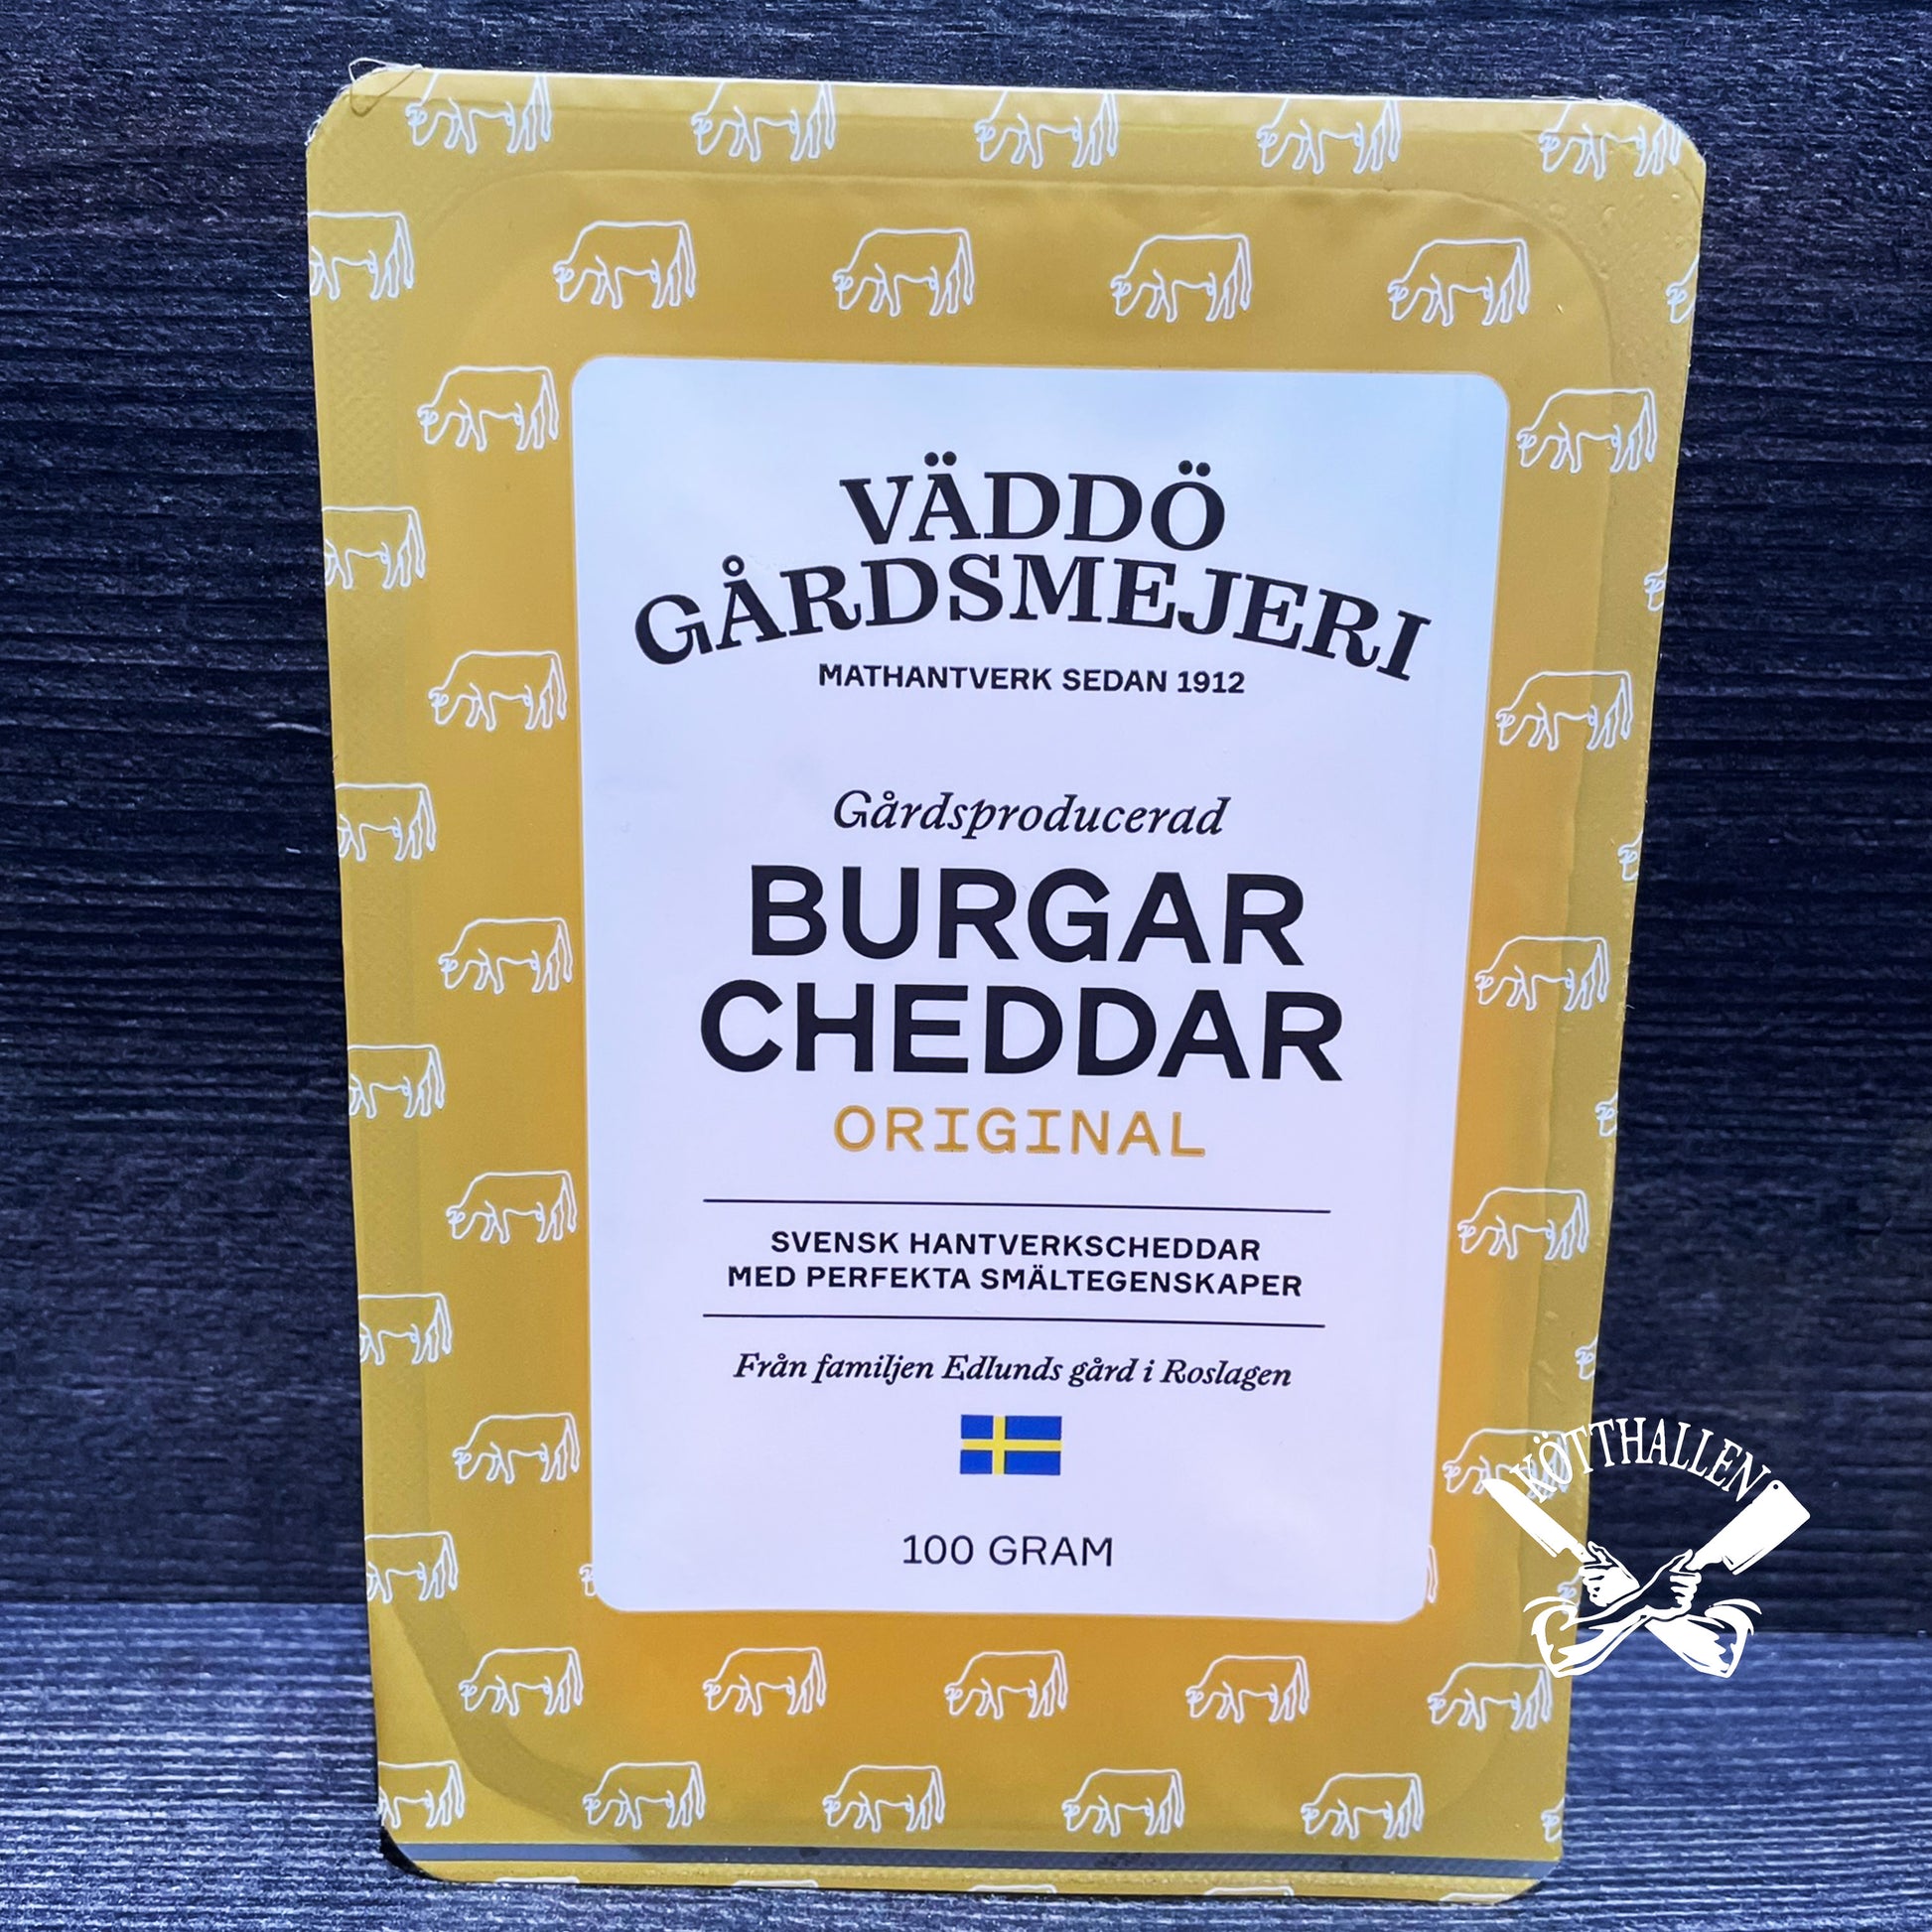 VÄDDÖ
GÅRDSMEJERI
MATHANTVERK SEDAN 1912
Gårdsproducerad
BURGAR
CHEDDAR
ORIGINAL
SVENSK HANTVERKSCHEDDAR
MED PERFEKTA SMÄLTEGENSKAPER
Från familjen Edlunds gård i Roslagen
100 GRAM
KÖTTHALLEN